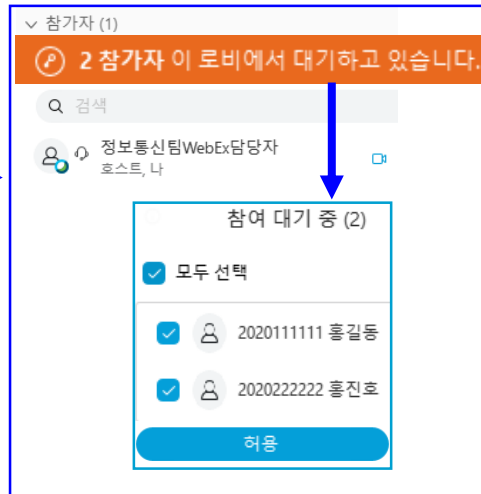 참가자 (1)
2 참가자 이 로비에서 대기하고 있습니다.
검색
정보통신팀WebEx담당자
호스트, 나
참여 대기 중 (2)
모두 선택
2020111111 홍길동
2020222222 홍진호
허용